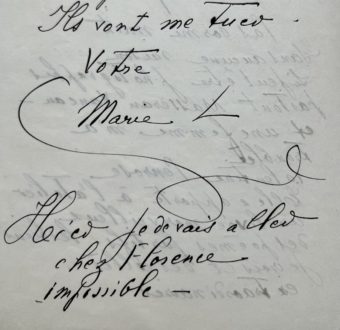 Ils vont me tuer.
Votre
Marie L
Hier je devais aller
chez Florence
impossible —